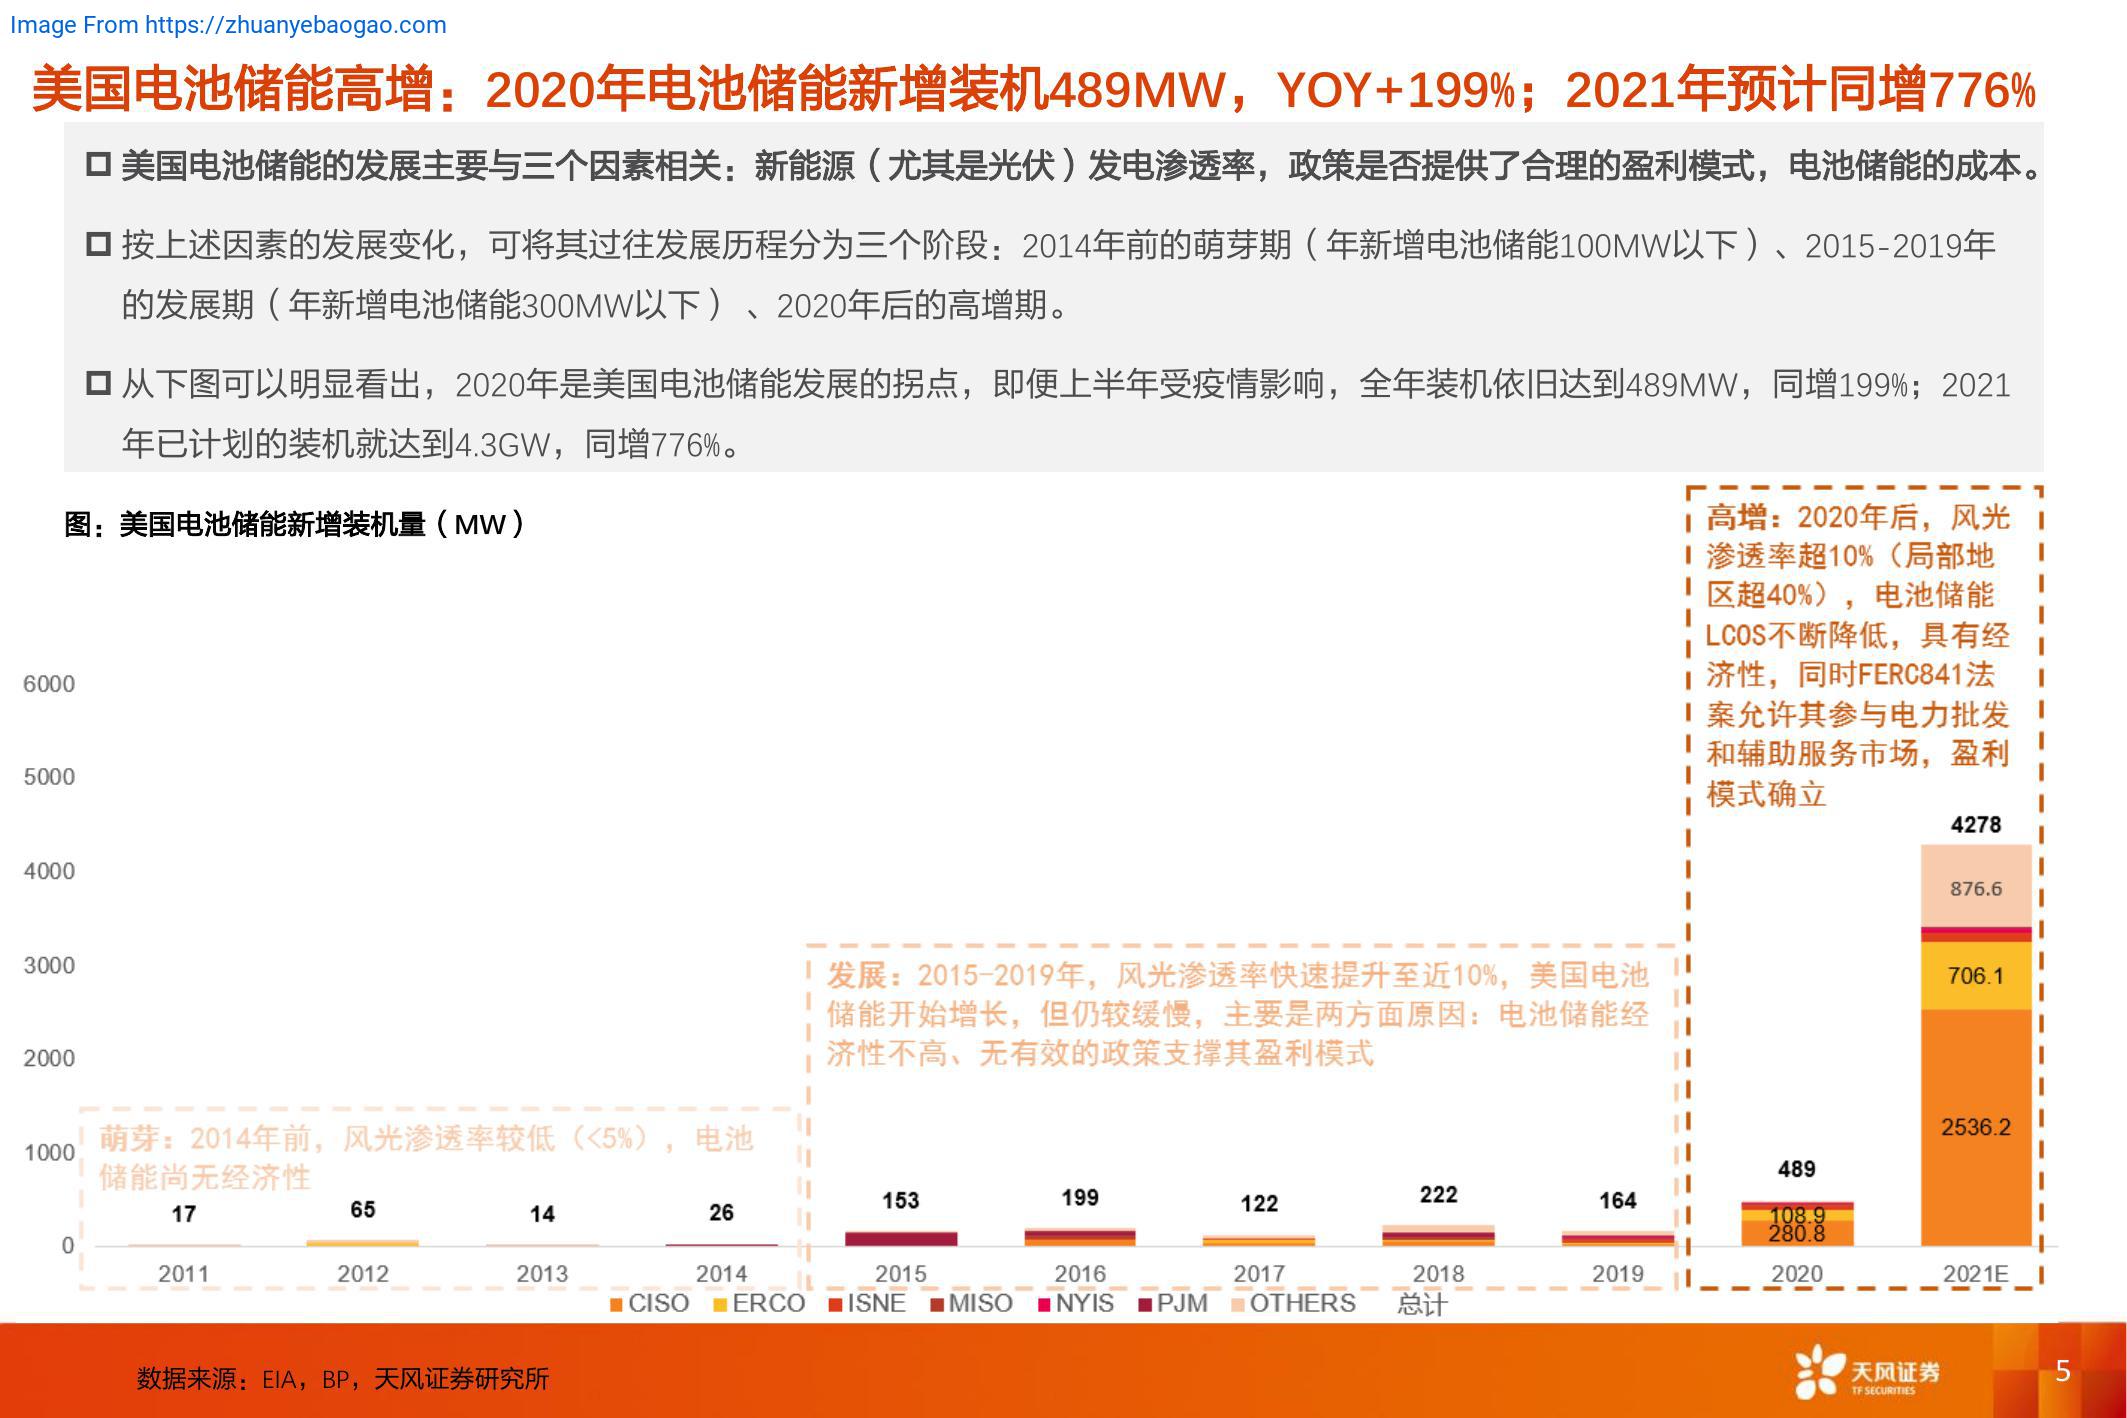 Image From https://zhuanyebaogao.com
美国电池储能高增：2020年电池储能新增装机489MW，YOY+199%；2021年预计同增776%
美国电池储能的发展主要与三个因素相关：新能源（尤其是光伏）发电渗透率，政策是否提供了合理的盈利模式，电池储能的成本。
按上述因素的发展变化，可将其过往发展历程分为三个阶段：2014年前的萌芽期（年新增电池储能100MW以下）、2015-2019年
的发展期（年新增电池储能300MW以下）、2020年后的高增期。
从下图可以明显看出，2020年是美国电池储能发展的拐点，即便上半年受疫情影响，全年装机依旧达到489MW，同增199%；2021
年已计划的装机就达到4.3GW，同增776%。
图：美国电池储能新增装机量（MW）
高增：2020年后，风光
渗透率超10%（局部地
区超40%），电池储能
LCOS不断降低，具有经
济性，同时FERC841法
案允许其参与电力批发
和辅助服务市场，盈利
模式确立
6000
5000
4000
3000
2000
1000
0
发展：2015-2019年，风光渗透率快速提升至近10%，美国电池
储能开始增长，但仍较缓慢，主要是两方面原因：电池储能经
济性不高、无有效的政策支撑其盈利模式
萌芽：2014年前，风光渗透率较低（<5%），电池
储能尚无经济性
17 65 14 26 153 199 122 222 164 489 4278
876.6
706.1
2536.2
108.9
280.8
2011 2012 2013 2014 2015 2016 2017 2018 2019 2020 2021E
CISO ERCO ISNE MISO NYIS PJM OTHERS 总计
数据来源：EIA，BP，天风证券研究所
天风证券
TF SECURITIES
5